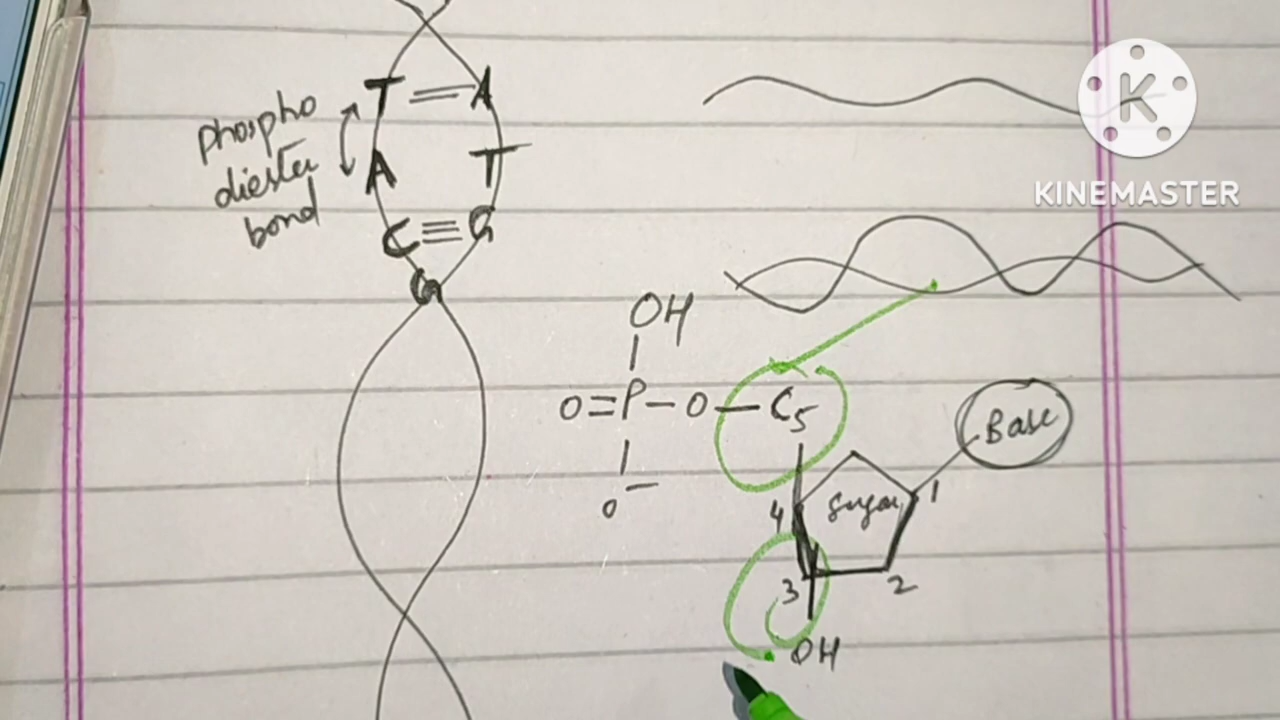 T = A
phospho
diester
bond
A T
C ≡ G
G
OH
O=P-O-C5
O-
Base
Sugar
1
4
3
2
OH
K
KINEMASTER